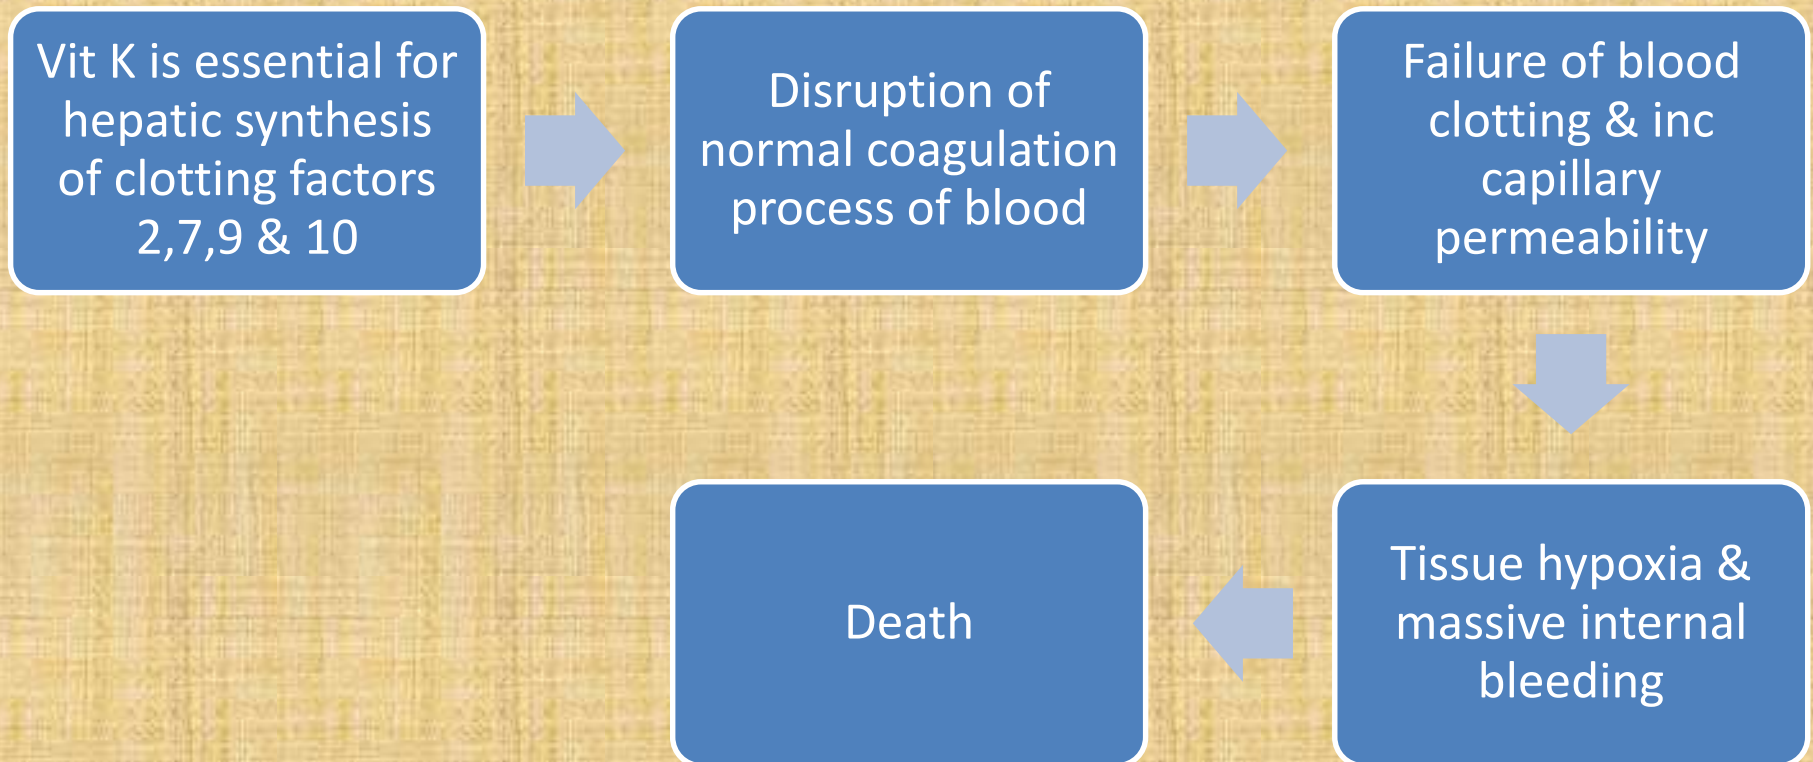 Vit K is essential for
hepatic synthesis
of clotting factors
2,7,9 & 10
Disruption of
normal coagulation
process of blood
Failure of blood
clotting & inc
capillary
permeability
Tissue hypoxia &
massive internal
bleeding
Death